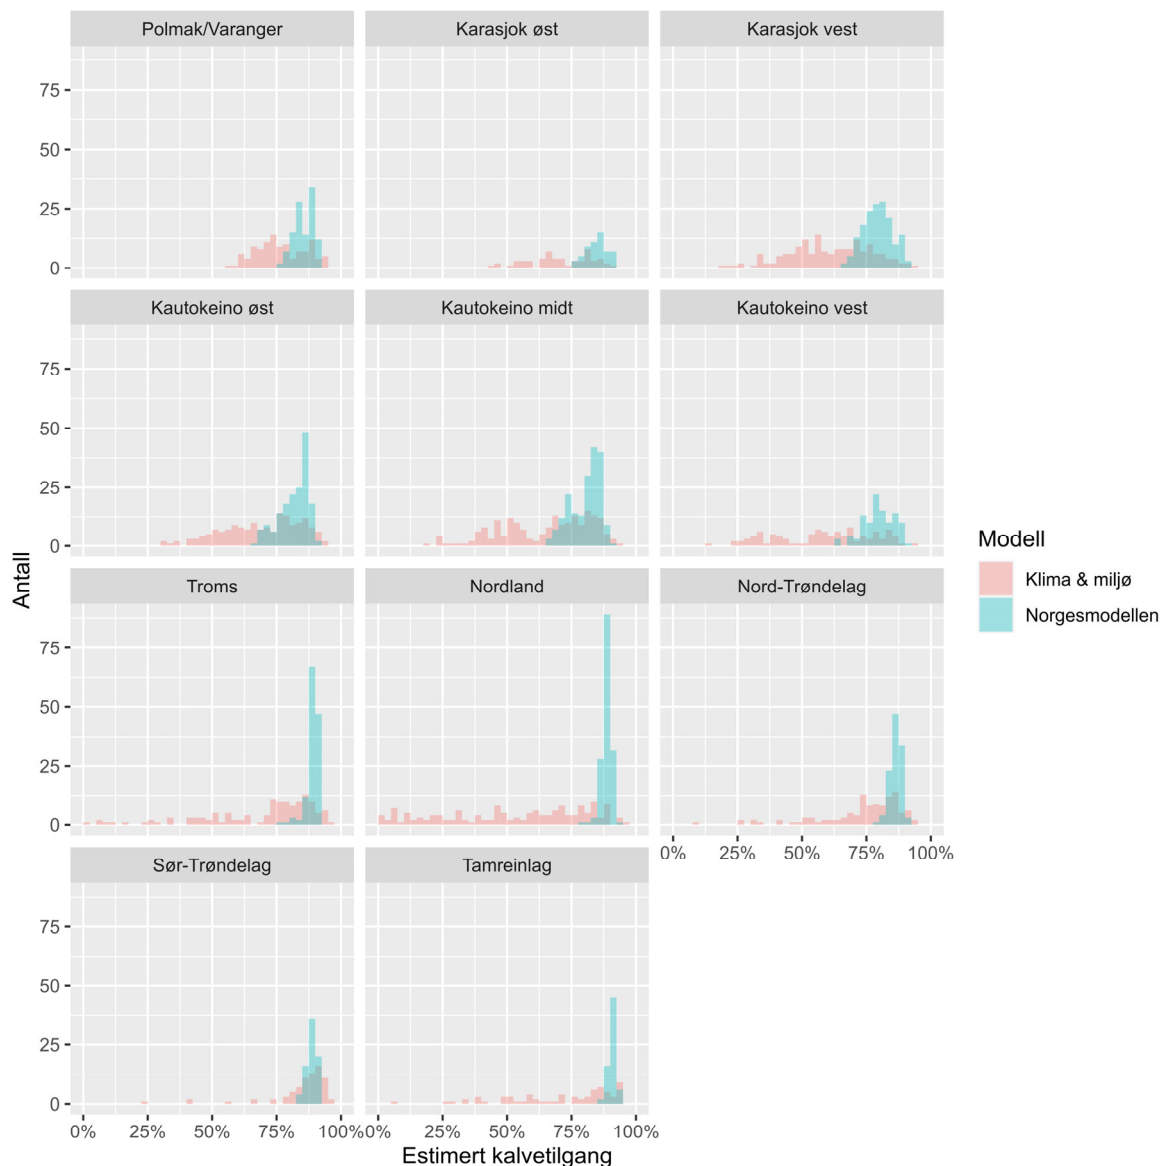 Polmak/Varanger
Karasjok øst
Karasjok vest
75
50
25
0
Kautokeino øst
Kautokeino midt
Kautokeino vest
75
50
25
0
Troms
Nordland
Nord-Trøndelag
75
50
25
0
0% 25% 50% 75% 100%
Sør-Trøndelag
Tamreinlag
75
50
25
0
0% 25% 50% 75% 100%
0% 25% 50% 75% 100%
Antall
Estimert kalvetilgang
Modell
Klima & miljø
Norgesmodellen